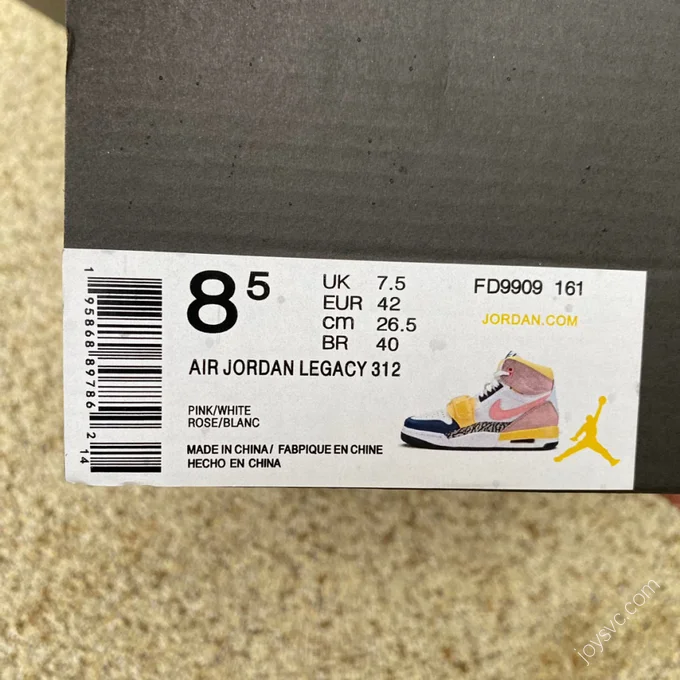 8⁵
UK 7.5
EUR 42
cm 26.5
BR 40
FD9909 161
JORDAN.COM
AIR JORDAN LEGACY 312
PINK/WHITE
ROSE/BLANC
MADE IN CHINA/ FABPIQUE EN CHINE
HECHO EN CHINA
1 95868 89786 2 14
joysvc.com